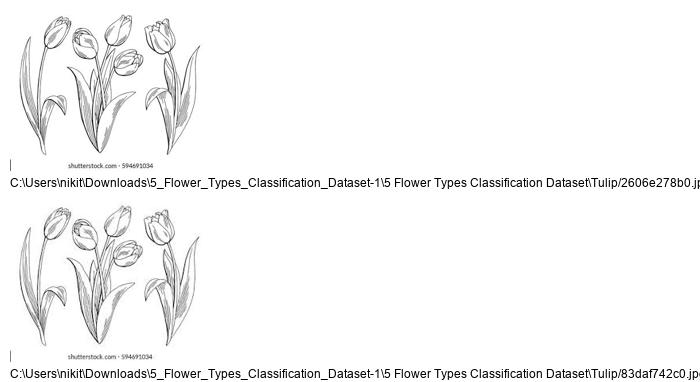 shutterstock.com · 594691034
C:\Users\nikit\Downloads\5_Flower_Types_Classification_Dataset-1\5 Flower Types Classification Dataset\Tulip/2606e278b0.jp
shutterstock.com · 594691034
C:\Users\nikit\Downloads\5_Flower_Types_Classification_Dataset-1\5 Flower Types Classification Dataset\Tulip/83daf742c0.jp